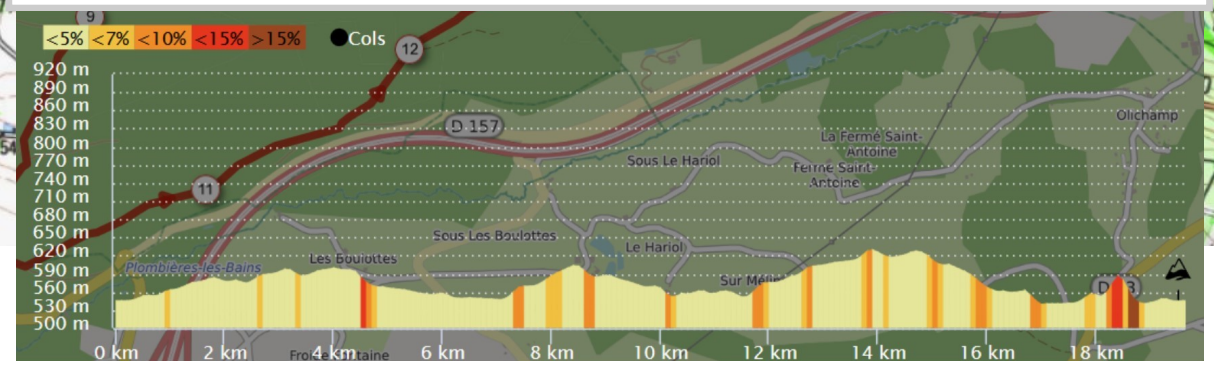 9
<5% <7% <10% <15% >15% Cols
12
920 m
890 m
860 m
830 m
800 m
770 m
740 m
710 m
680 m
650 m
620 m
590 m
560 m
530 m
500 m
D 157
11
54
Olichamp
La Ferme Saint-
Antoine
Sous Le Hariol
Ferme Saint-
Antoine
Sous Les Boulottes
Le Hariol
Les Boulottes
Plombières-les-Bains
0 km 2 km 4 km 6 km 8 km 10 km 12 km 14 km 16 km 18 km